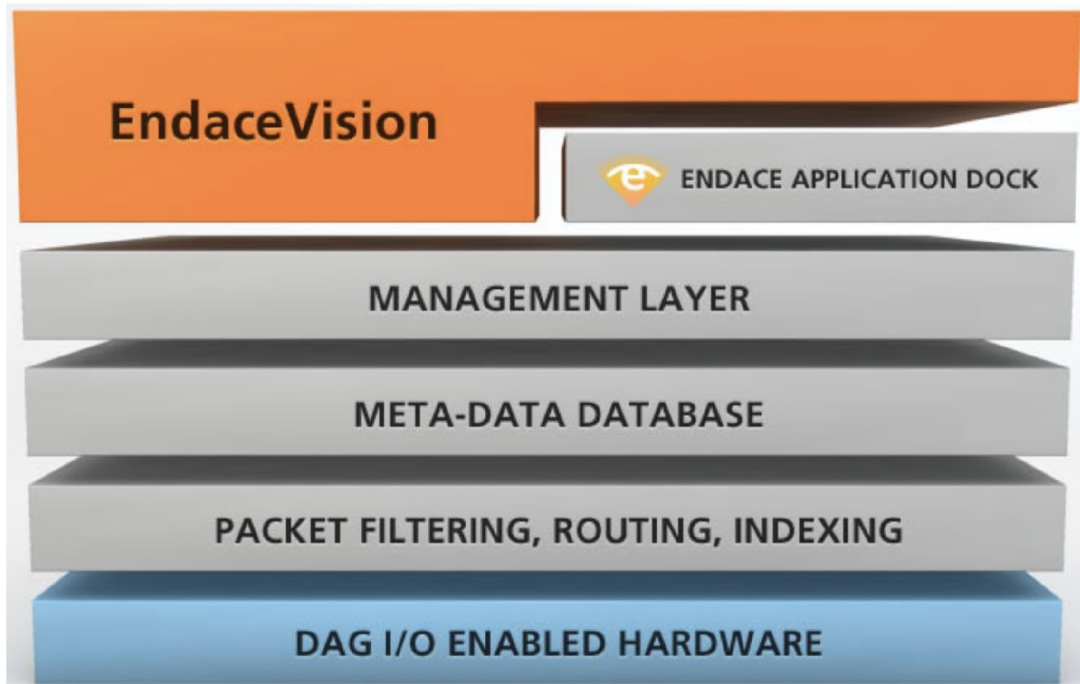 EndaceVision
e ENDACE APPLICATION DOCK
MANAGEMENT LAYER
META-DATA DATABASE
PACKET FILTERING, ROUTING, INDEXING
DAG I/O ENABLED HARDWARE